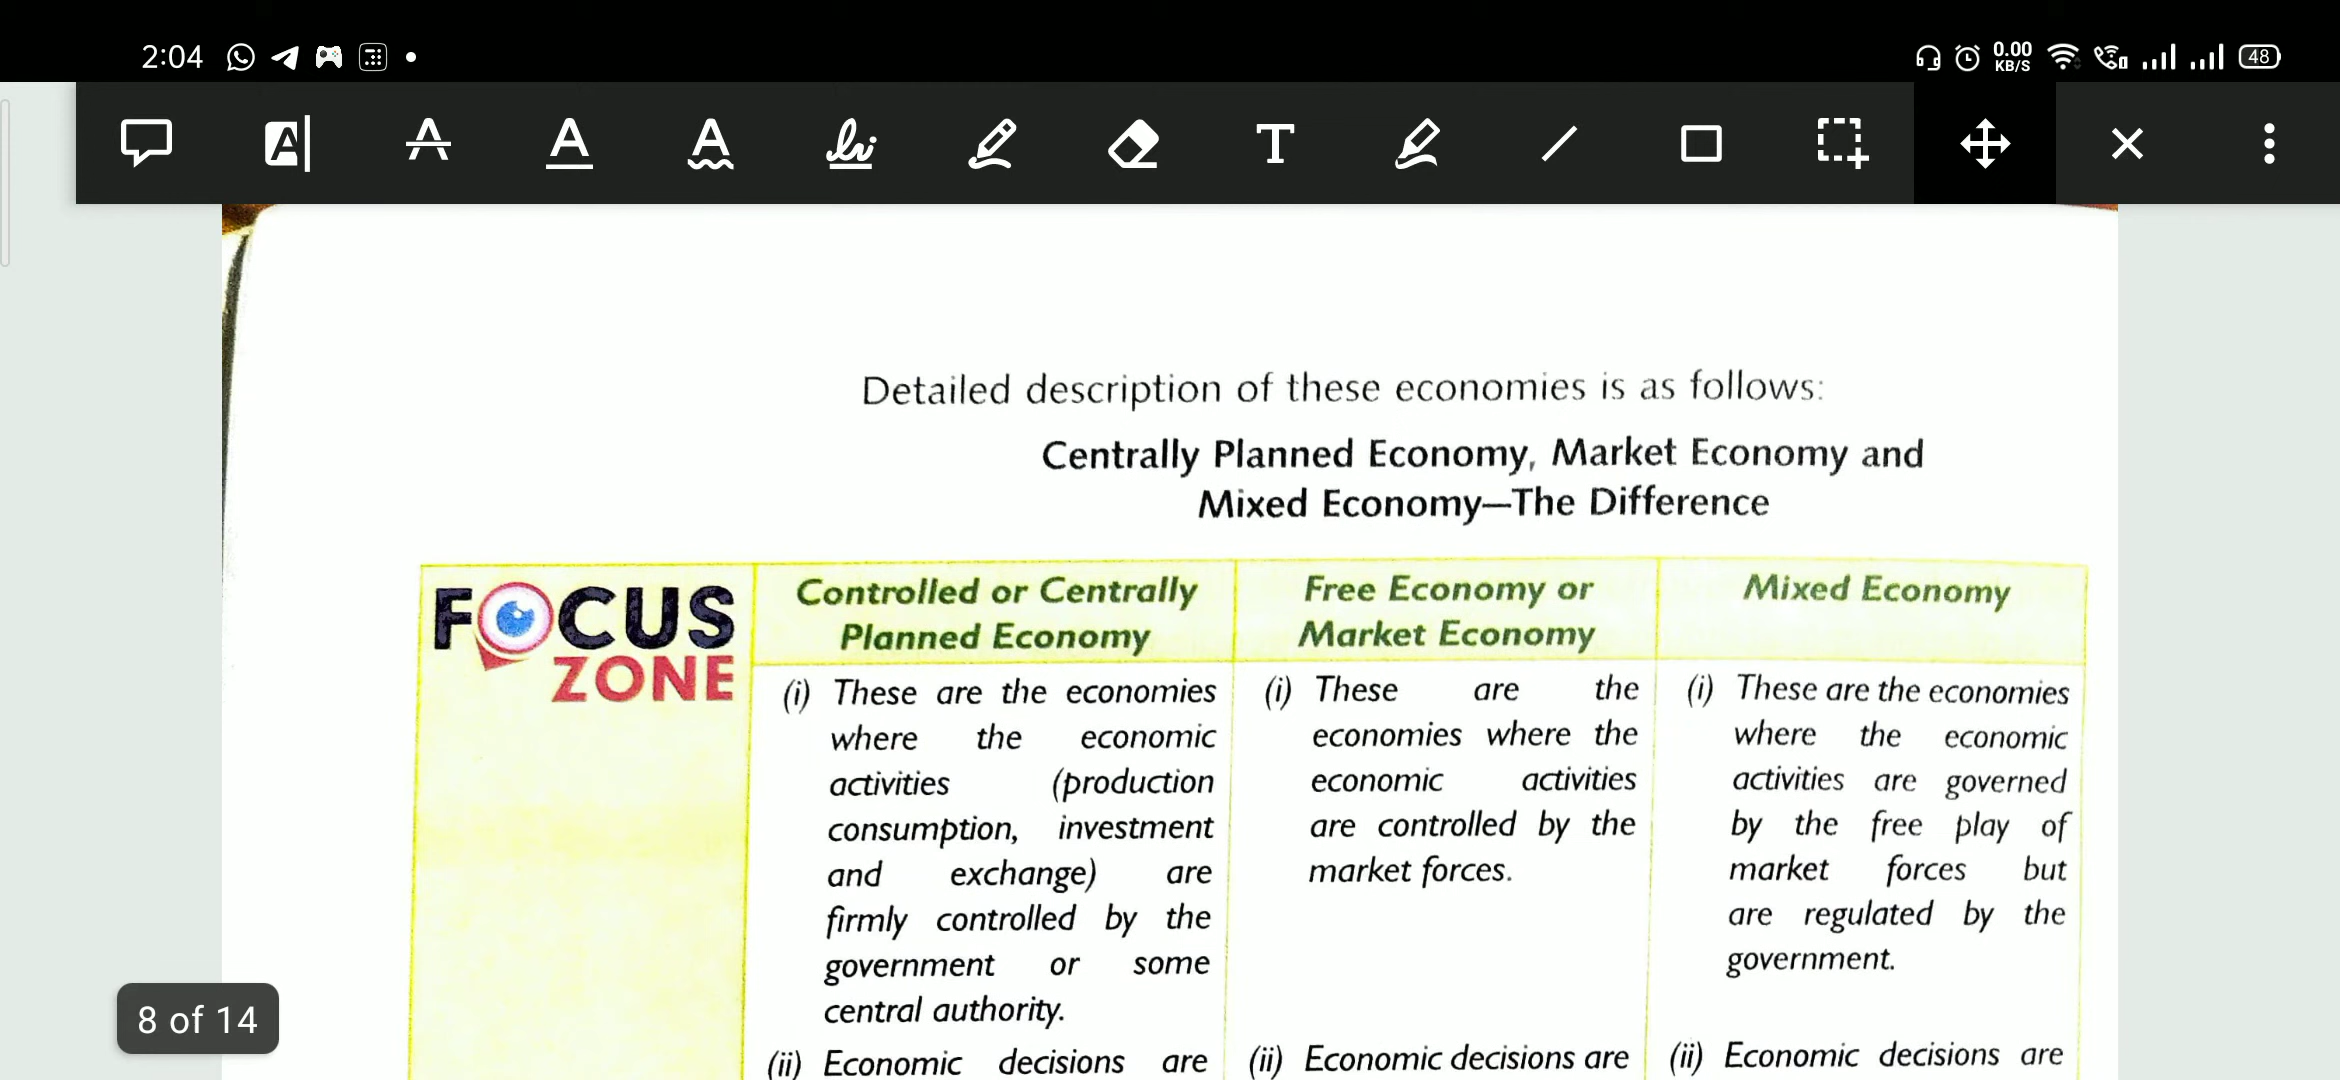 2:04
0.00
KB/S
48
A
A
A
A
T
Detailed description of these economies is as follows:
Centrally Planned Economy, Market Economy and
Mixed Economy—The Difference
FOCUS
ZONE
Controlled or Centrally
Planned Economy
(i) These are the economies
where the economic
activities (production
consumption, investment
and exchange) are
firmly controlled by the
government or some
central authority.
(ii) Economic decisions are
Free Economy or
Market Economy
(i) These are the
economies where the
economic activities
are controlled by the
market forces.
(ii) Economic decisions are
Mixed Economy
(i) These are the economies
where the economic
activities are governed
by the free play of
market forces but
are regulated by the
government.
(ii) Economic decisions are
8 of 14